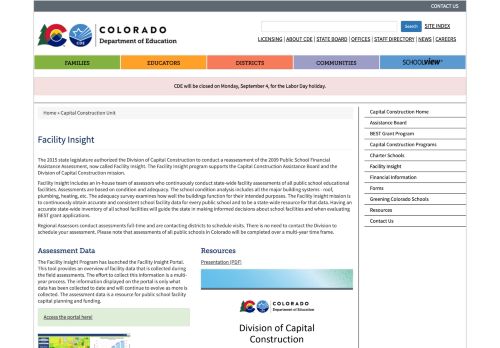 CONTACT US
COLORADO
Department of Education
CDE
Search
SITE INDEX
LICENSING | ABOUT CDE | STATE BOARD | OFFICES | STAFF DIRECTORY | NEWS | CAREERS
FAMILIES
EDUCATORS
DISTRICTS
COMMUNITIES
SCHOOLVIEW
CDE will be closed on Monday, September 4, for the Labor Day holiday.
Home » Capital Construction Unit
Facility Insight
The 2015 state legislature authorized the Division of Capital Construction to conduct a reassessment of the 2009 Public School Financial
Assistance Assessment, now called Facility Insight. The Facility Insight program supports the Capital Construction Assistance Board and the
Division of Capital Construction mission.
Facility Insight includes an in-house team of assessors who continuously conduct state-wide facility assessments of all public school educational
facilities. Assessments are based on condition and adequacy. The school condition analysis includes all the major building systems - roof,
plumbing, heating, etc. The adequacy survey examines how well the buildings function for their intended purposes. The Facility Insight mission is
to continuously obtain accurate and consistent school facility data for every public school and to be a state-wide resource for that data. Having an
accurate state-wide inventory of all school facilities will guide the state in making informed decisions about school facilities and when evaluating
BEST grant applications.
Regional Assessors conduct assessments full-time and are contacting districts to schedule visits. There is no need to contact the Division to
schedule your assessment. Please note that assessments of all public schools in Colorado will be completed over a multi-year time frame.
Assessment Data
The Facility Insight Program has launched the Facility Insight Portal.
This tool provides an overview of facility data that is collected during
the field assessments. The effort to collect this information is a multi-
year process. The information displayed on the portal is only what
data has been collected to date and will continue to evolve as more is
collected. The assessment data is a resource for public school facility
capital planning and funding.
Access the portal here!
Resources
Presentation (PDF)
COLORADO
Department of Education
Division of Capital
Construction
Capital Construction Home
Assistance Board
BEST Grant Program
Capital Construction Programs
Charter Schools
Facility Insight
Financial Information
Forms
Greening Colorado Schools
Resources
Contact Us